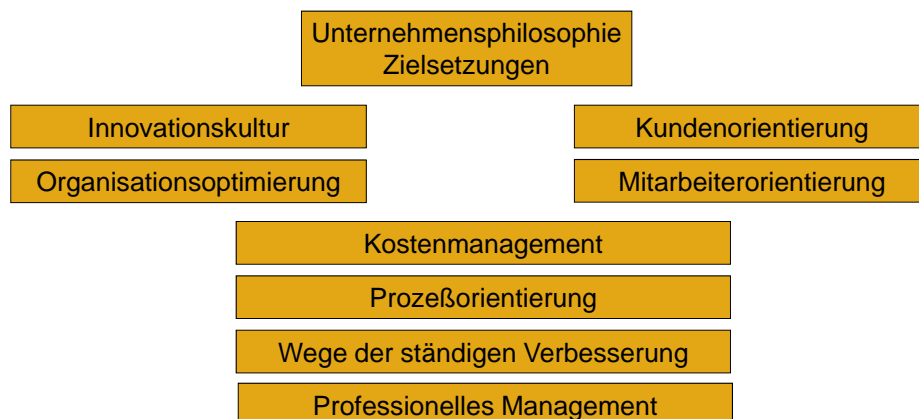 Unternehmensphilosophie
Zielsetzungen
Innovationskultur
Kundenorientierung
Organisationsoptimierung
Mitarbeiterorientierung
Kostenmanagement
Prozeßorientierung
Wege der ständigen Verbesserung
Professionelles Management